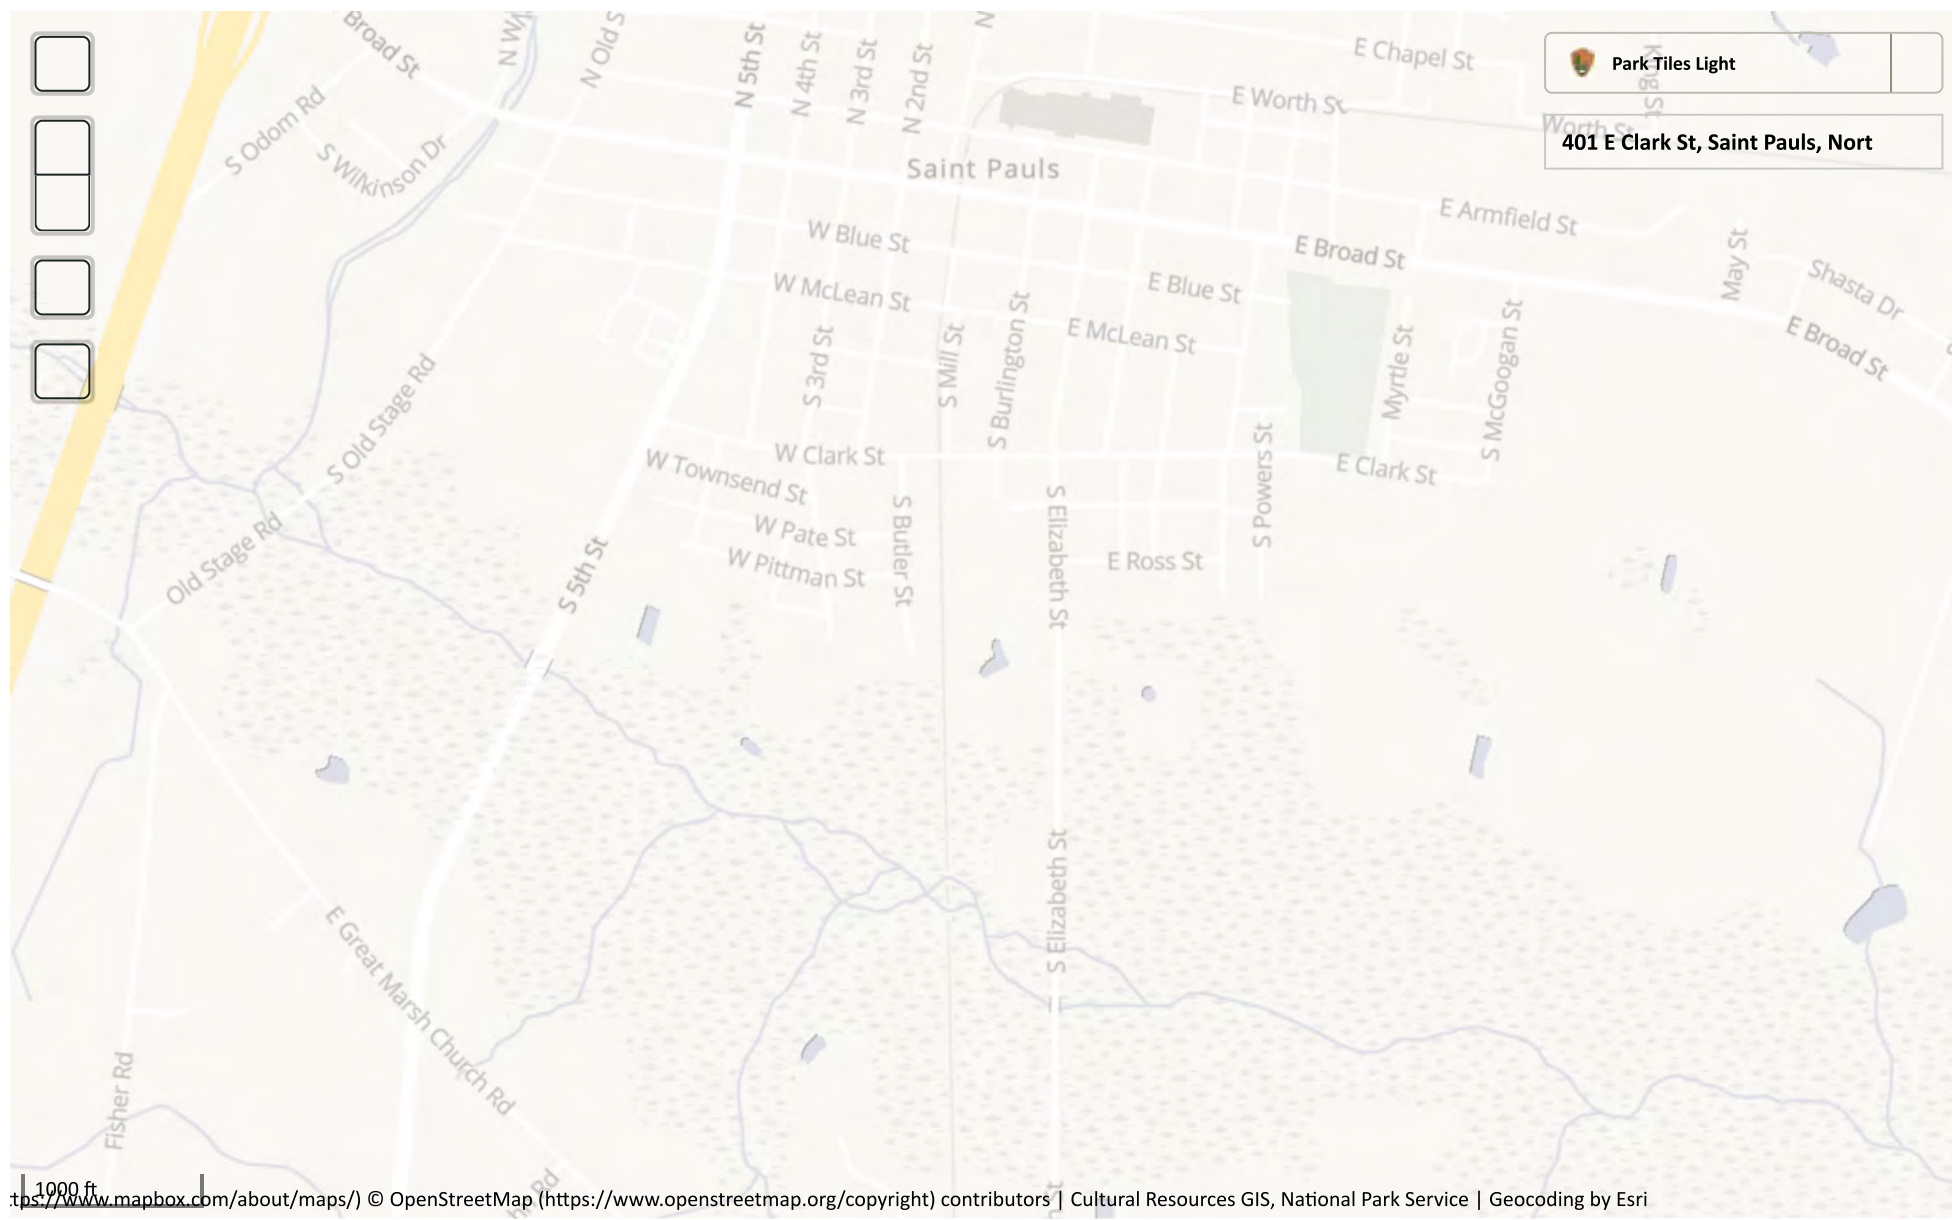 Broad St
N W
N Old S
N 5th St
N 4th St
N 3rd St
N 2nd St
N
E Chapel St
King St
Park Tiles Light
E Worth St
Worth St
401 E Clark St, Saint Pauls, Nort
S Odom Rd
S Wilkinson Dr
Saint Pauls
E Armfield St
W Blue St
E Broad St
May St
Shasta Dr
W McLean St
E Blue St
E McLean St
E Broad St
S 3rd St
S Mill St
S Burlington St
Myrtle St
S McGoogan St
S Old Stage Rd
W Clark St
E Clark St
W Townsend St
S Powers St
Old Stage Rd
W Pate St
S Butler St
S Elizabeth St
W Pittman St
E Ross St
S 5th St
S Elizabeth St
E Great Marsh Church Rd
Fisher Rd
Rd
1000 ft
tps://www.mapbox.com/about/maps/) © OpenStreetMap (https://www.openstreetmap.org/copyright) contributors | Cultural Resources GIS, National Park Service | Geocoding by Esri